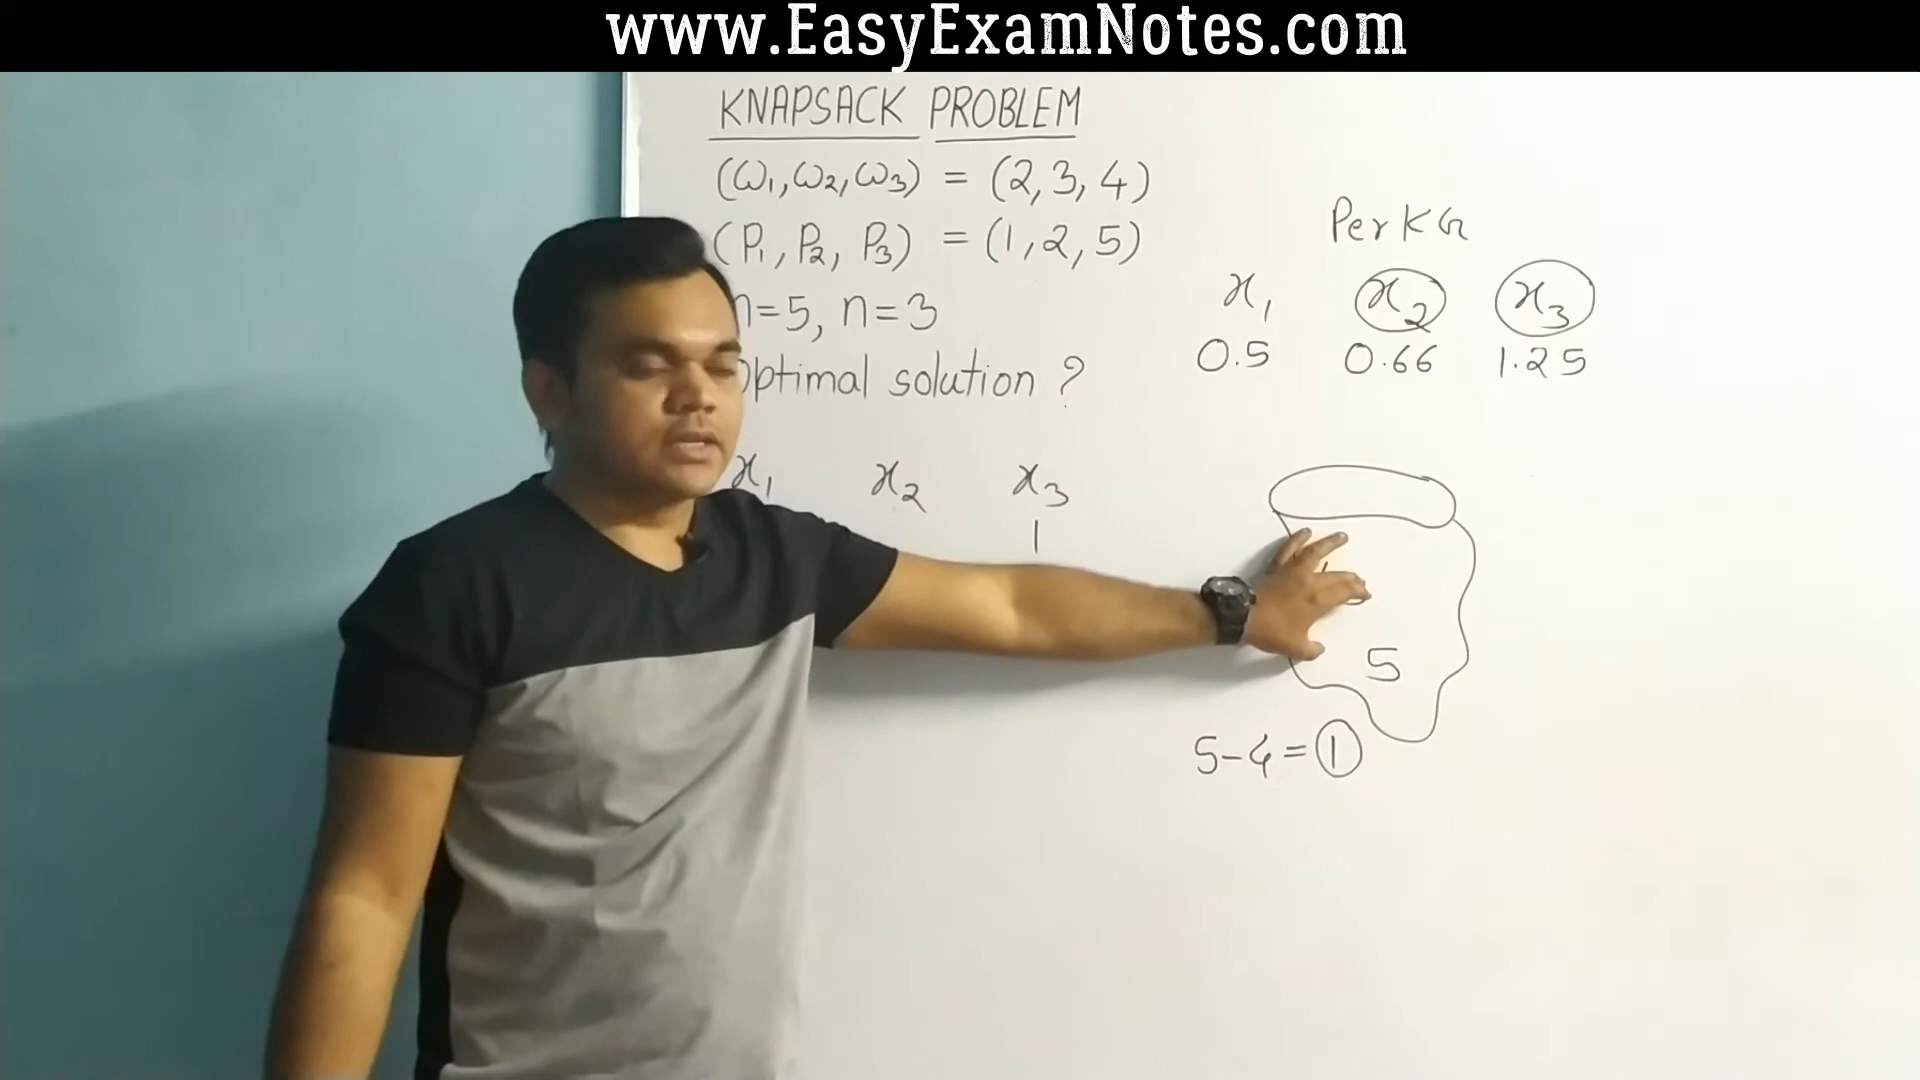 www.EasyExamNotes.com
KNAPSACK PROBLEM
(ω1, ω2, ω3) = (2, 3, 4)
(P1, P2, P3) = (1, 2, 5)
n=5, n=3
optimal solution ?
x1 x2 x3
1
Per KG
x1 x2 x3
0.5 0.66 1.25
5
5-4=1